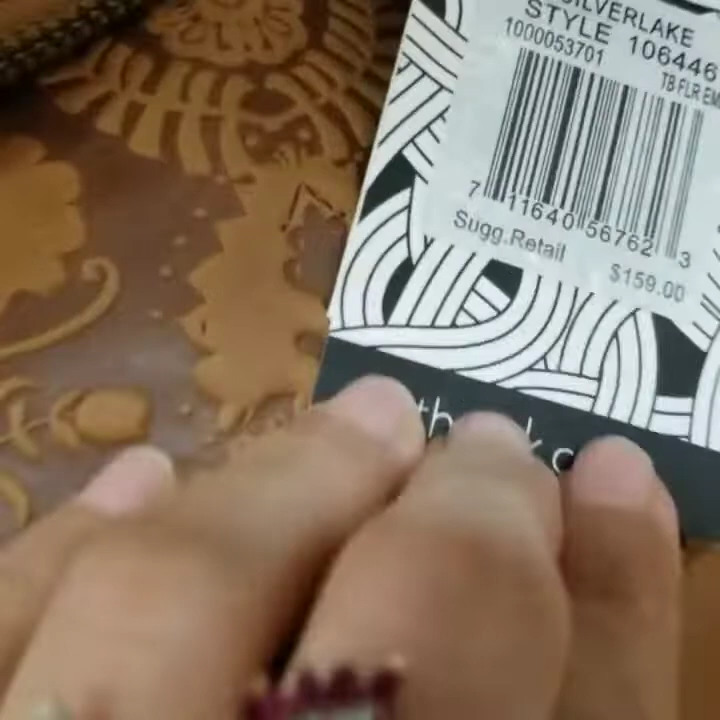 SILVERLAKE
STYLE 106446
1000053701
TB FLR EM
7 11640 56762 3
Sugg.Retail $159.00